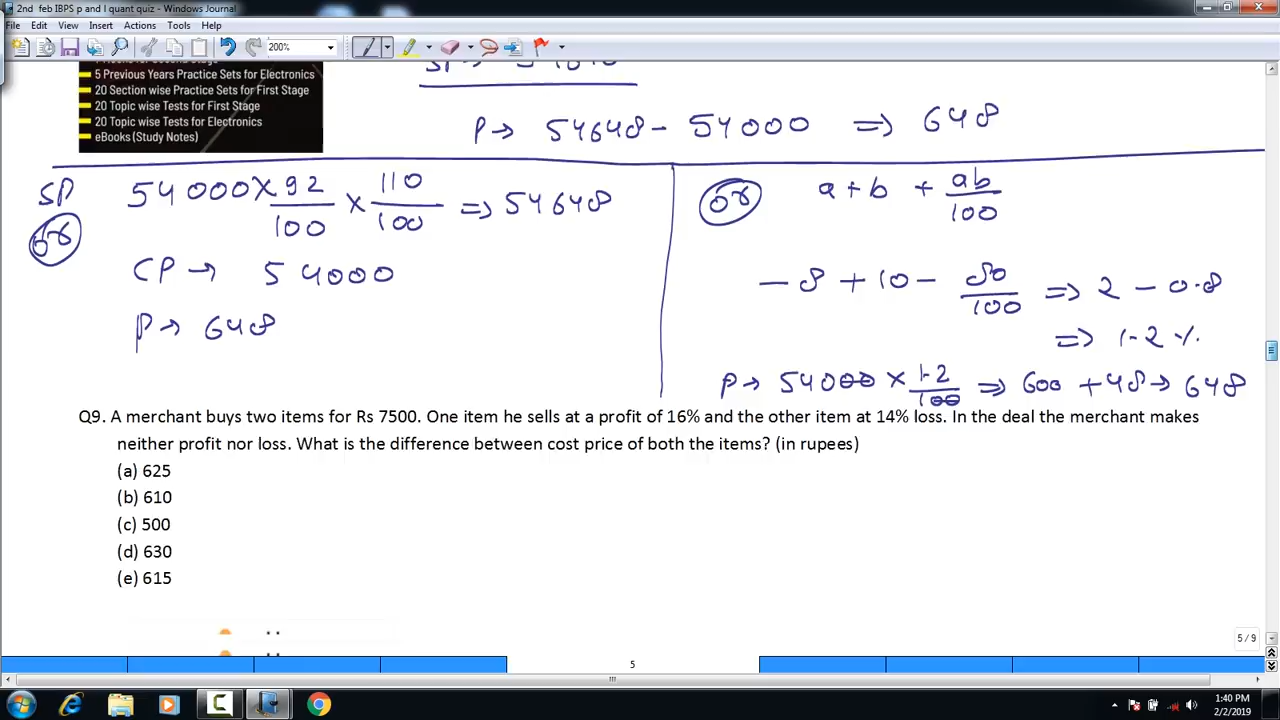 2nd feb IBPS p and I quant quiz - Windows Journal
File Edit View Insert Actions Tools Help
200%
5 Previous Years Practice Sets for Electronics
20 Section wise Practice Sets for First Stage
20 Topic wise Tests for First Stage
20 Topic wise Tests for Electronics
eBooks (Study Notes)
P→ 54648 - 54000 ⇒ 648
SP 54000 × 92/100 × 110/100 ⇒ 54648
or
CP → 54000
P→ 648
or a + b + ab/100
- 8 + 10 - 80/100 ⇒ 2 - 0.8
⇒ 1.2 %
P→ 54000 × 1.2/100 ⇒ 600 + 48 → 648
Q9. A merchant buys two items for Rs 7500. One item he sells at a profit of 16% and the other item at 14% loss. In the deal the merchant makes
neither profit nor loss. What is the difference between cost price of both the items? (in rupees)
(a) 625
(b) 610
(c) 500
(d) 630
(e) 615
5 / 9
5
1:40 PM
2/2/2019